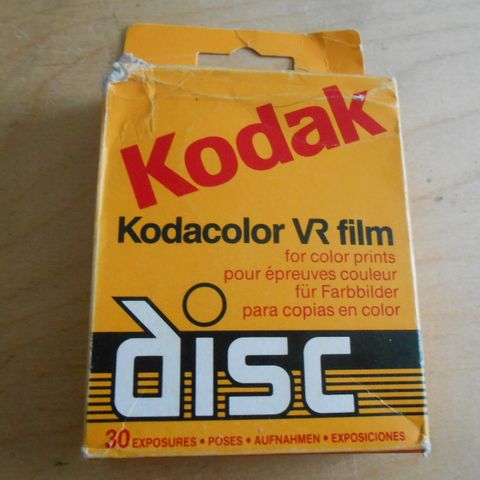 Kodak
Kodacolor VR film
for color prints
pour épreuves couleur
für Farbbilder
para copias en color
disc
30 EXPOSURES • POSES • AUFNAHMEN • EXPOSICIONES